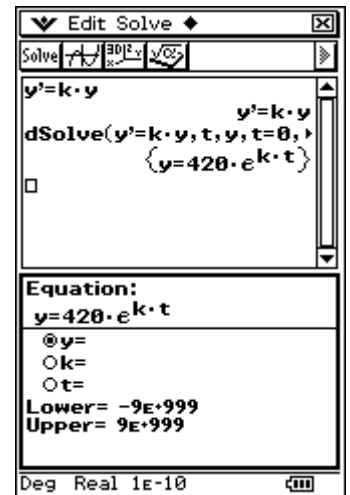 Edit Solve ◆
Solve
y'=k·y
y'=k·y
dSolve(y'=k·y,t,y,t=0,▸
{y=420·e^k·t}
Equation:
y=420·e^k·t
y=
k=
t=
Lower= -9E+999
Upper= 9E+999
Deg Real 1E-10